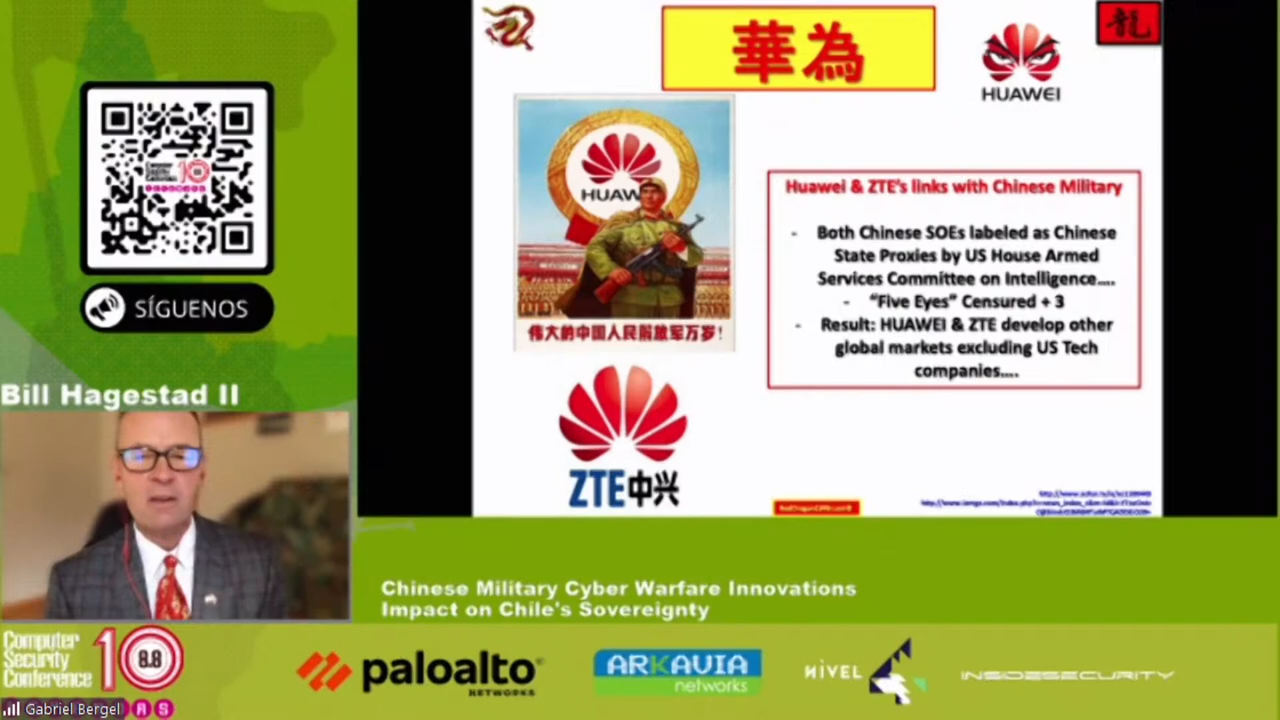 華為
龍
HUAWEI
HUAW
伟大的中国人民解放军万岁!
Huawei & ZTE's links with Chinese Military
- Both Chinese SOEs labeled as Chinese
State Proxies by US House Armed
Services Committee on Intelligence....
- "Five Eyes" Censured + 3
- Result: HUAWEI & ZTE develop other
global markets excluding US Tech
companies....
ZTE中兴
SÍGUENOS
Bill Hagestad II
Chinese Military Cyber Warfare Innovations
Impact on Chile's Sovereignty
Computer
Security
Conference
10
8.8
paloalto
NETWORKS
ARKAVIA
networks
NIVEL
INSIDESECURITY
Gabriel Bergel
A S